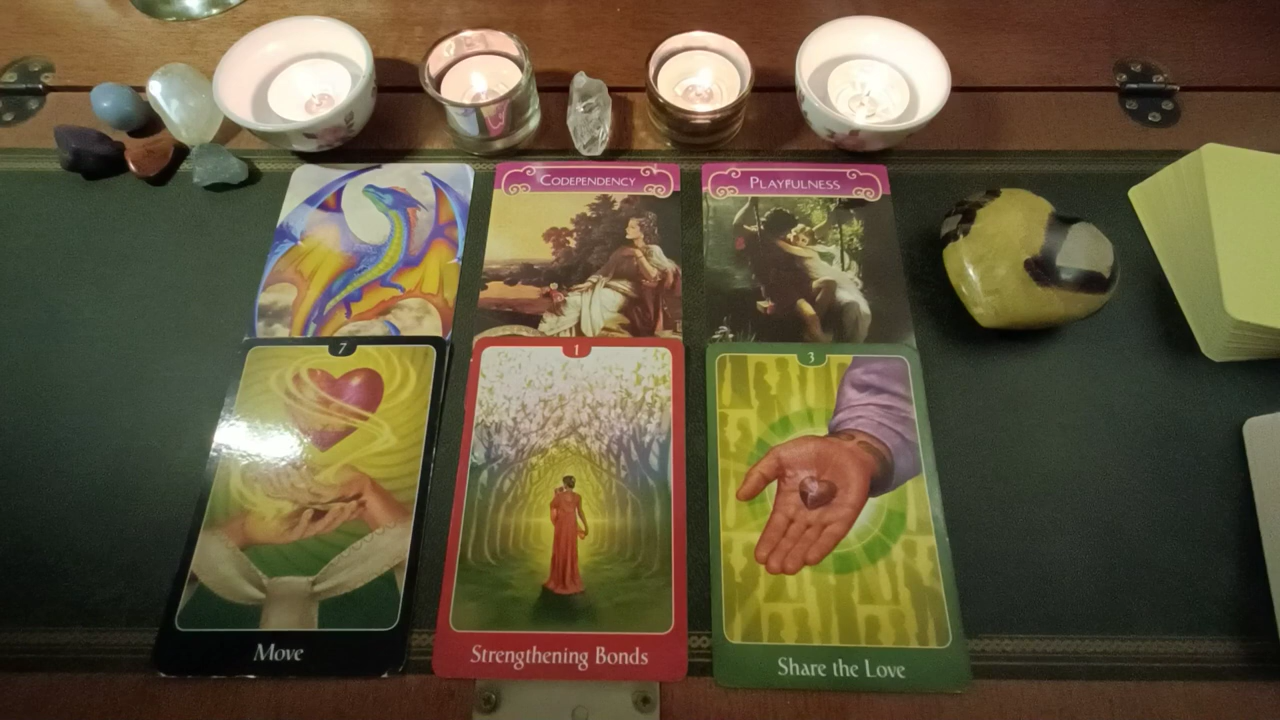 CODEPENDENCY
PLAYFULNESS
7
1
3
Move
Strengthening Bonds
Share the Love